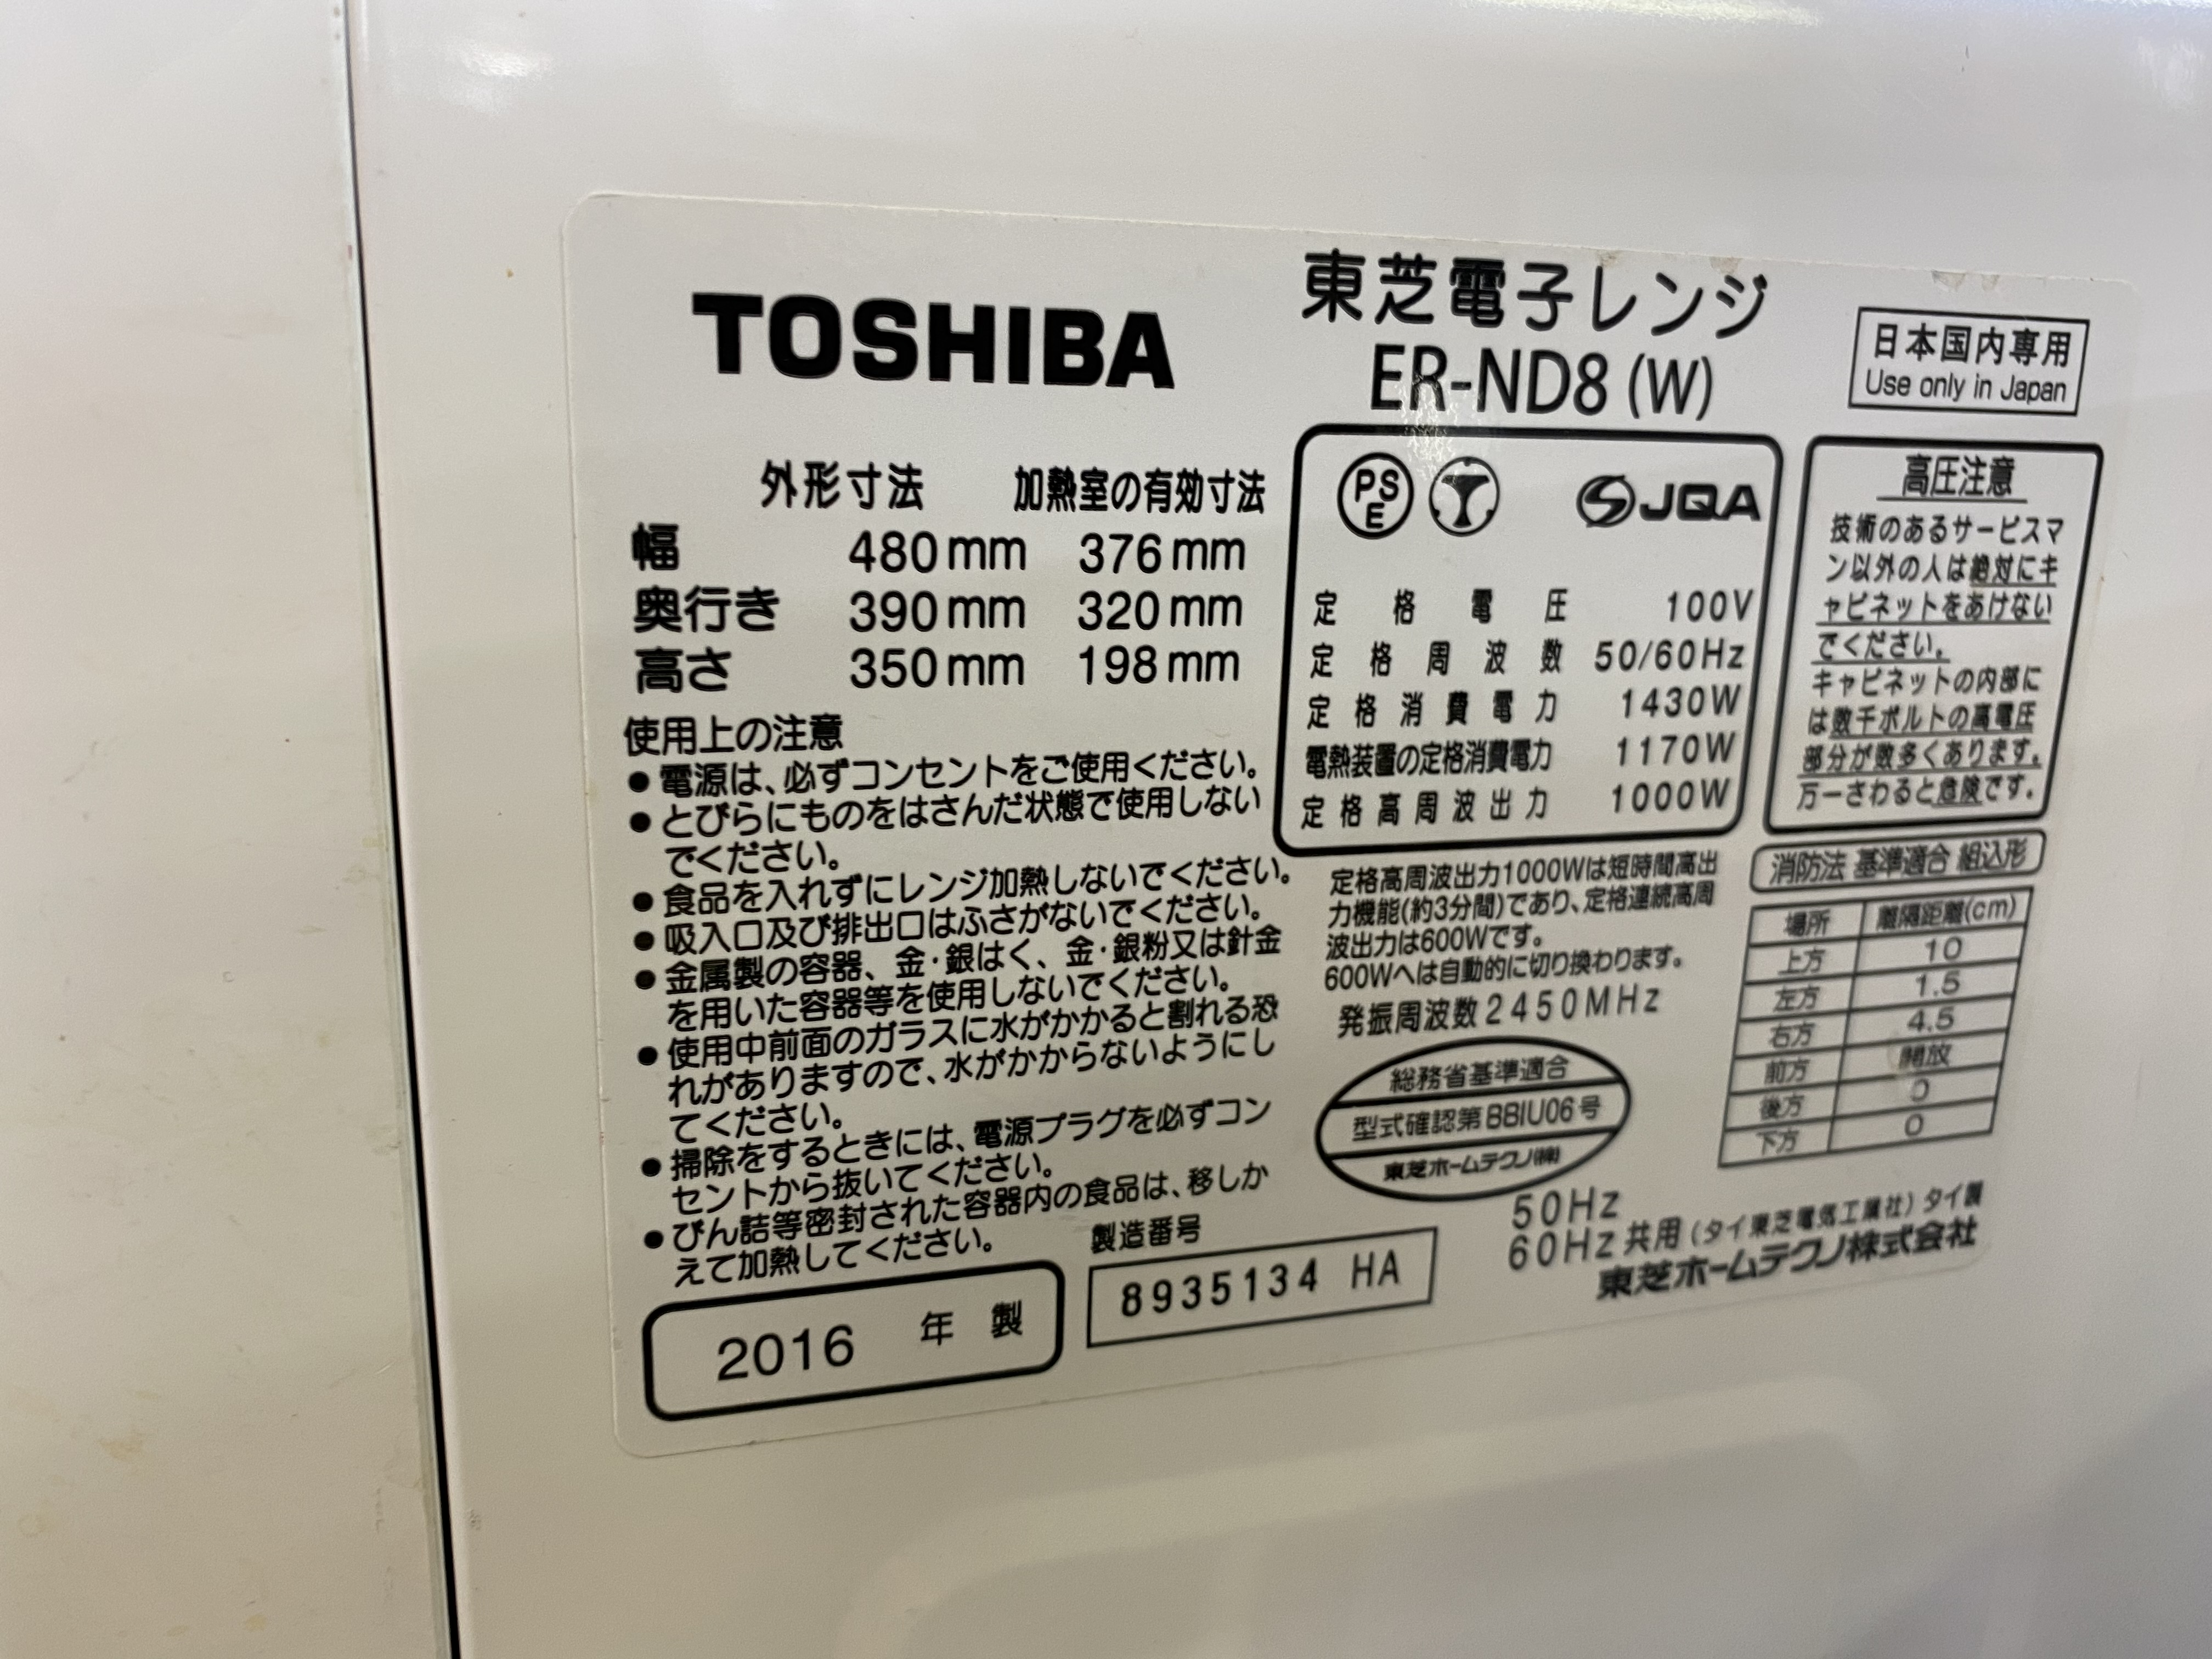 TOSHIBA
東芝電子レンジ
ER-ND8 (W)
日本国内専用
Use only in Japan
外形寸法 加熱室の有効寸法
幅 480mm 376mm
奥行き 390mm 320mm
高さ 350mm 198mm
使用上の注意
●電源は、必ずコンセントをご使用ください。
●とびらにものをはさんだ状態で使用しない
でください。
●食品を入れずにレンジ加熱しないでください。
●吸入口及び排出口はふさがないでください。
●金属製の容器、金・銀はく、金・銀粉又は針金
を用いた容器等を使用しないでください。
●使用中前面のガラスに水がかかると割れる恐
れがありますので、水がかからないようにし
てください。
●掃除をするときには、電源プラグを必ずコン
セントから抜いてください。
●びん詰等密封された容器内の食品は、移しか
えて加熱してください。
2016 年 製
製造番号
8935134 HA
PS
E
JQA
定格電圧 100V
定格周波数 50/60Hz
定格消費電力 1430W
電熱装置の定格消費電力 1170W
定格高周波出力 1000W
定格高周波出力1000Wは短時間高出
力機能(約3分間)であり、定格連続高周
波出力は600Wです。
600Wへは自動的に切り換わります。
発振周波数2450MHz
総務省基準適合
型式確認第BBIU06号
東芝ホームテクノ(株)
高圧注意
技術のあるサービスマ
ン以外の人は絶対にキ
ャビネットをあけない
でください。
キャビネットの内部に
は数千ボルトの高電圧
部分が数多くあります。
万一さわると危険です。
消防法 基準適合 組込形
場所 離隔距離(cm)
上方 10
左方 1.5
右方 4.5
前方 開放
後方 0
下方 0
50Hz
60Hz 共用 (タイ東芝電気工業社) タイ製
東芝ホームテクノ株式会社